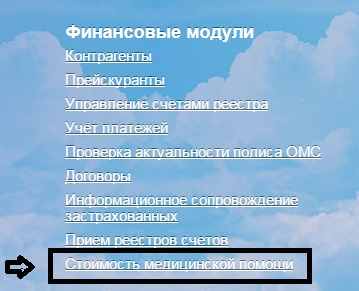 Финансовые модули
Контрагенты
Прейскуранты
Управление счетами реестра
Учёт платежей
Проверка актуальности полиса ОМС
Договоры
Информационное сопровождение
застрахованных
Прием реестров счетов
Стоимость медицинской помощи